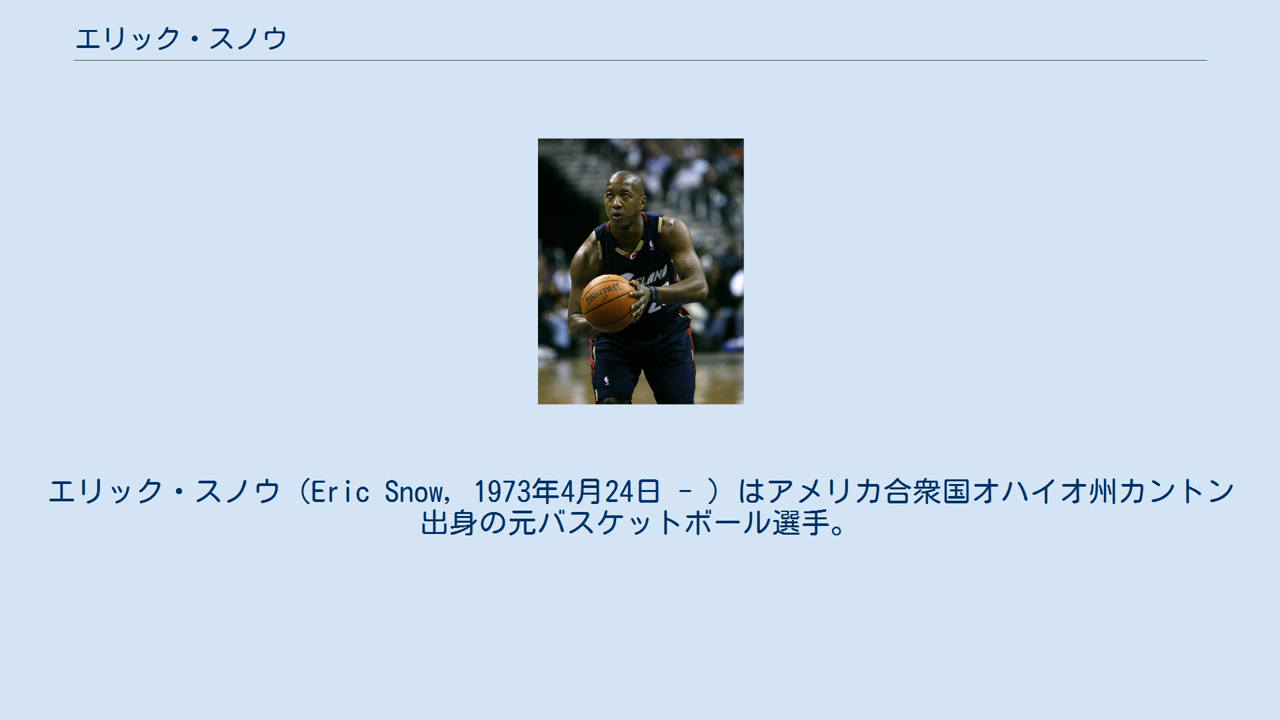 エリック・スノウ
SPALDING
エリック・スノウ（Eric Snow, 1973年4月24日 - ）はアメリカ合衆国オハイオ州カントン
出身の元バスケットボール選手。